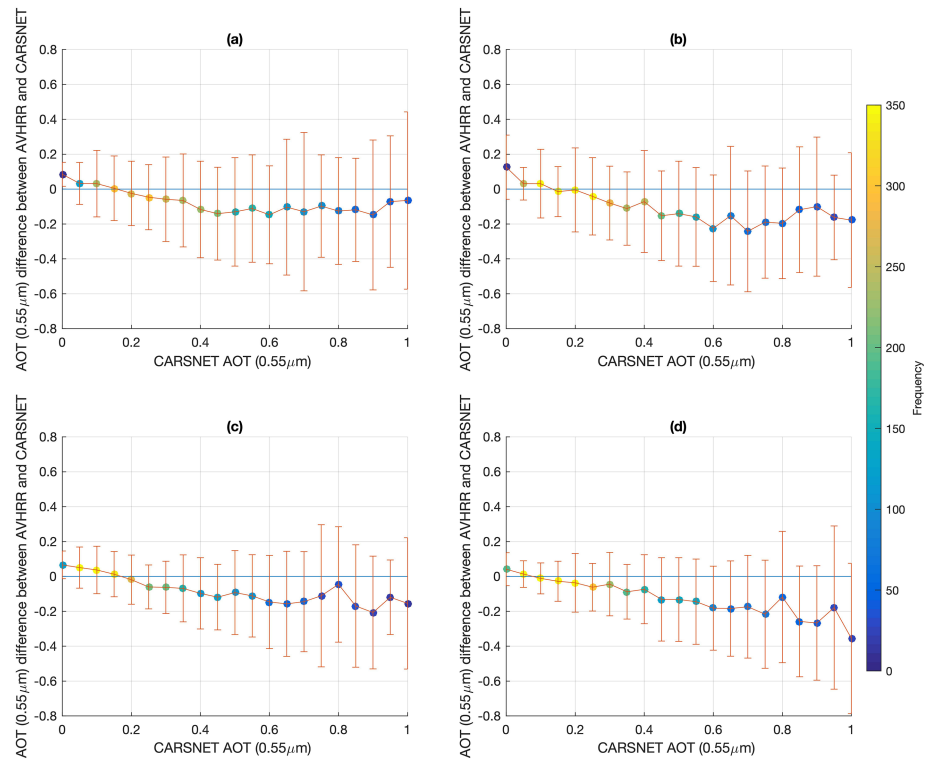 (a)
AOT (0.55μm) difference between AVHRR and CARSNET
0.8
0.6
0.4
0.2
0
-0.2
-0.4
-0.6
-0.8
0 0.2 0.4 0.6 0.8 1
CARSNET AOT (0.55μm)
(b)
AOT (0.55μm) difference between AVHRR and CARSNET
0.8
0.6
0.4
0.2
0
-0.2
-0.4
-0.6
-0.8
0 0.2 0.4 0.6 0.8 1
CARSNET AOT (0.55μm)
(c)
AOT (0.55μm) difference between AVHRR and CARSNET
0.8
0.6
0.4
0.2
0
-0.2
-0.4
-0.6
-0.8
0 0.2 0.4 0.6 0.8 1
CARSNET AOT (0.55μm)
(d)
AOT (0.55μm) difference between AVHRR and CARSNET
0.8
0.6
0.4
0.2
0
-0.2
-0.4
-0.6
-0.8
0 0.2 0.4 0.6 0.8 1
CARSNET AOT (0.55μm)
350
300
250
200
150
100
50
0
Frequency